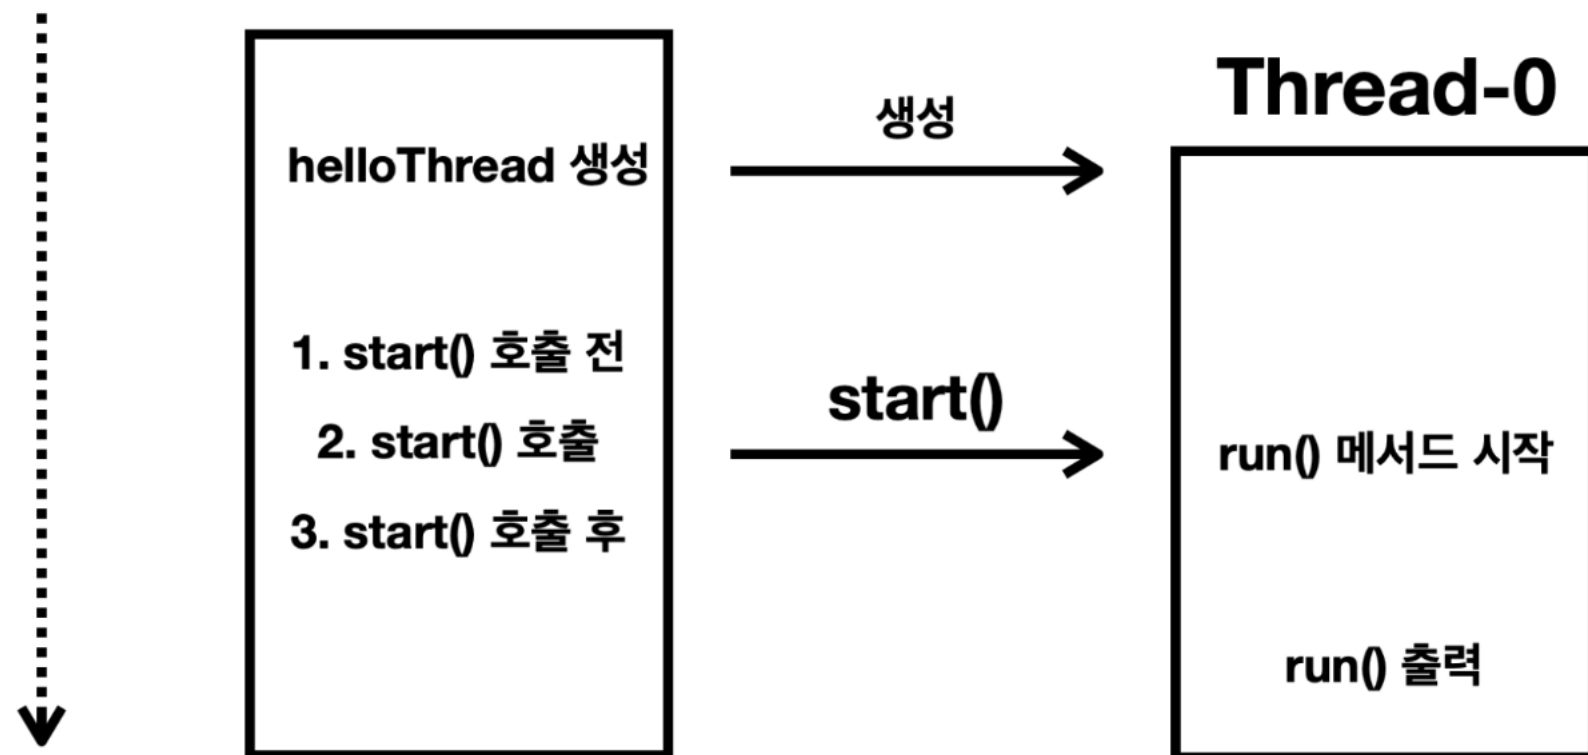 helloThread 생성
1. start() 호출 전
2. start() 호출
3. start() 호출 후
생성
start()
Thread-0
run() 메서드 시작
run() 출력